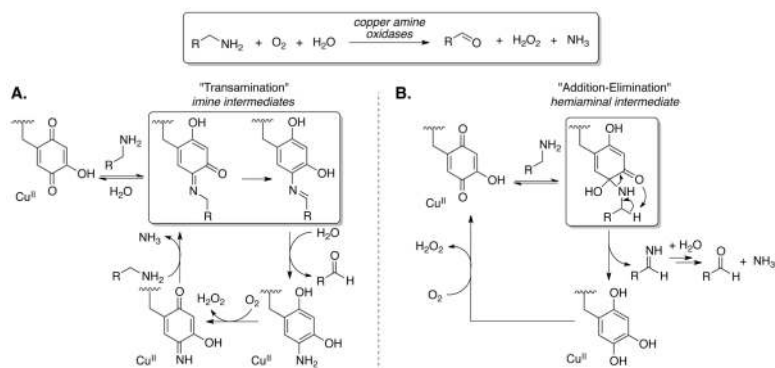 copper amine
oxidases
R NH2 + O2 + H2O R O + H2O2 + NH3
"Transamination"
imine intermediates
"Addition-Elimination"
hemiaminal intermediate
A.
B.
O
OH
O
CuII
R NH2
H2O
OH
O
N
R
OH
OH
N
R
NH3
R NH2
H2O
O
R H
O
OH
NH
CuII
H2O2
O2
OH
OH
NH2
CuII
O
OH
O
CuII
R NH2
OH
O
HO NH
R H
H2O2
O2
NH
R H
+ H2O
O
R H
+ NH3
OH
OH
OH
CuII